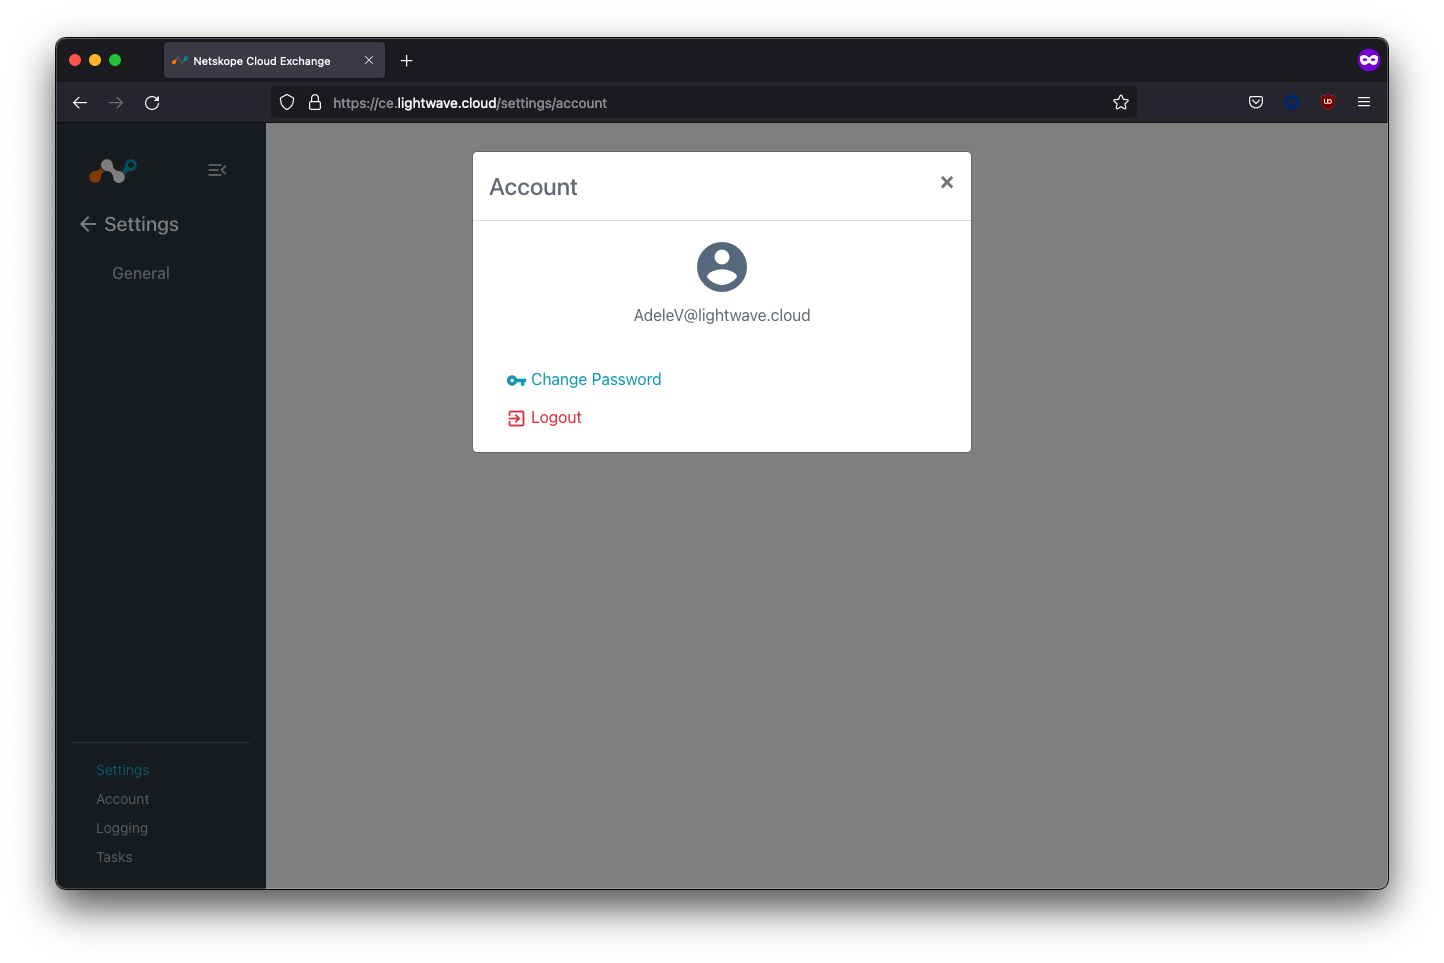 Netskope Cloud Exchange
https://ce.lightwave.cloud/settings/account
Settings
General
Account
AdeleV@lightwave.cloud
Change Password
Logout
Settings
Account
Logging
Tasks